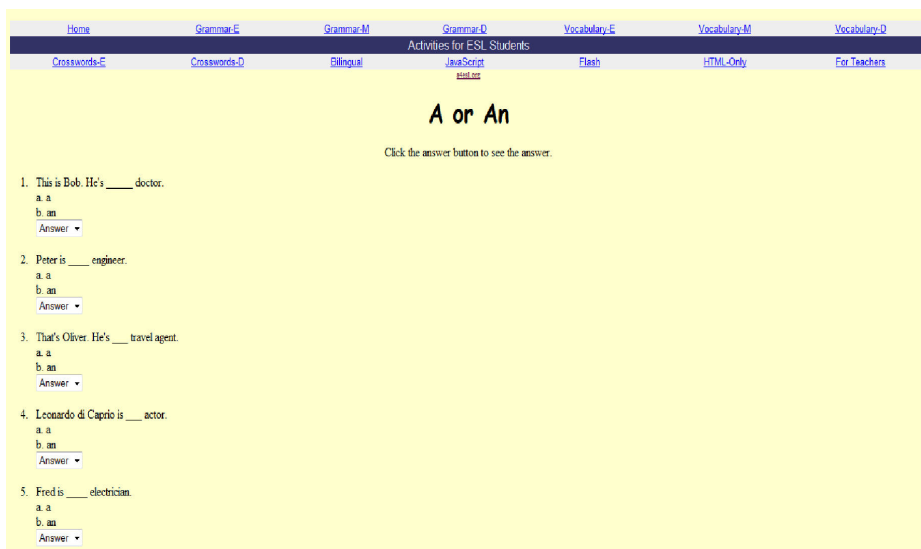 Home Grammar-E Grammar-M Grammar-D Vocabulary-E Vocabulary-M Vocabulary-D
Activities for ESL Students
Crosswords-E Crosswords-D Bilingual JavaScript Flash HTML-Only For Teachers
a4esl.org
A or An
Click the answer button to see the answer.
1. This is Bob. He's _____ doctor.
a. a
b. an
Answer
2. Peter is ____ engineer.
a. a
b. an
Answer
3. That's Oliver. He's ___ travel agent.
a. a
b. an
Answer
4. Leonardo di Caprio is ___ actor.
a. a
b. an
Answer
5. Fred is ____ electrician.
a. a
b. an
Answer